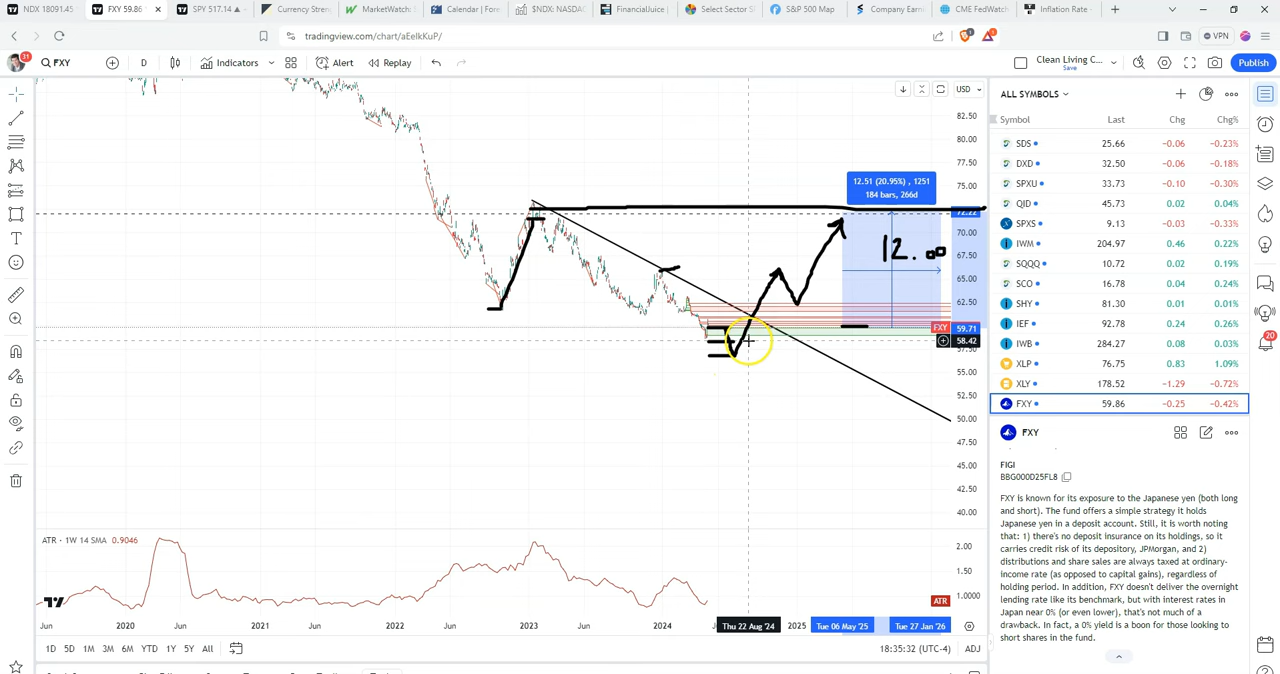 NDX 18091.45
FXY 59.86
SPY 517.14 ▲
Currency Stren
MarketWatch:
Calendar | Fore
$NDX: NASDA
FinancialJuice |
Select Sector SF
S&P 500 Map
Company Earni
CME FedWatch
Inflation Rate
tradingview.com/chart/aEelkKuP/
VPN
31
FXY
D
Indicators
Alert
Replay
Clean Living C...
Save
Publish
USD
82.50
80.00
77.50
75.00
72.22
70.00
67.50
65.00
62.50
FXY 59.71
58.42
55.00
52.50
50.00
47.50
45.00
42.50
40.00
12.51 (20.95%) , 1251
184 bars, 266d
12.00
ATR · 1W 14 SMA 0.9046
2.00
1.50
1.0000
ATR
Jun
2020
Jun
2021
Jun
2022
Jun
2023
Jun
2024
Thu 22 Aug '24
2025
Tue 06 May '25
Tue 27 Jan '26
1D 5D 1M 3M 6M YTD 1Y 5Y All
18:35:32 (UTC-4)
ADJ
ALL SYMBOLS
Symbol Last Chg Chg%
SDS 25.66 −0.06 −0.23%
DXD 32.50 −0.06 −0.18%
SPXU 33.73 −0.10 −0.30%
QID 45.73 0.02 0.04%
SPXS 9.13 −0.03 −0.33%
IWM 204.97 0.46 0.22%
SQQQ 10.72 0.02 0.19%
SCO 16.78 0.04 0.24%
SHY 81.30 0.01 0.01%
IEF 92.78 0.24 0.26%
IWB 284.27 0.08 0.03%
XLP 76.75 0.83 1.09%
XLY 178.52 −1.29 −0.72%
FXY 59.86 −0.25 −0.42%
FXY
FIGI
BBG000D25FL8
FXY is known for its exposure to the Japanese yen (both long
and short). The fund offers a simple strategy it holds
Japanese yen in a deposit account. Still, it is worth noting
that: 1) there's no deposit insurance on its holdings, so it
carries credit risk of its depository, JPMorgan, and 2)
distributions and share sales are always taxed at ordinary-
income rate (as opposed to capital gains), regardless of
holding period. In addition, FXY doesn't deliver the overnight
lending rate like its benchmark, but with interest rates in
Japan near 0% (or even lower), that's not much of a
drawback. In fact, a 0% yield is a boon for those looking to
short shares in the fund.
20